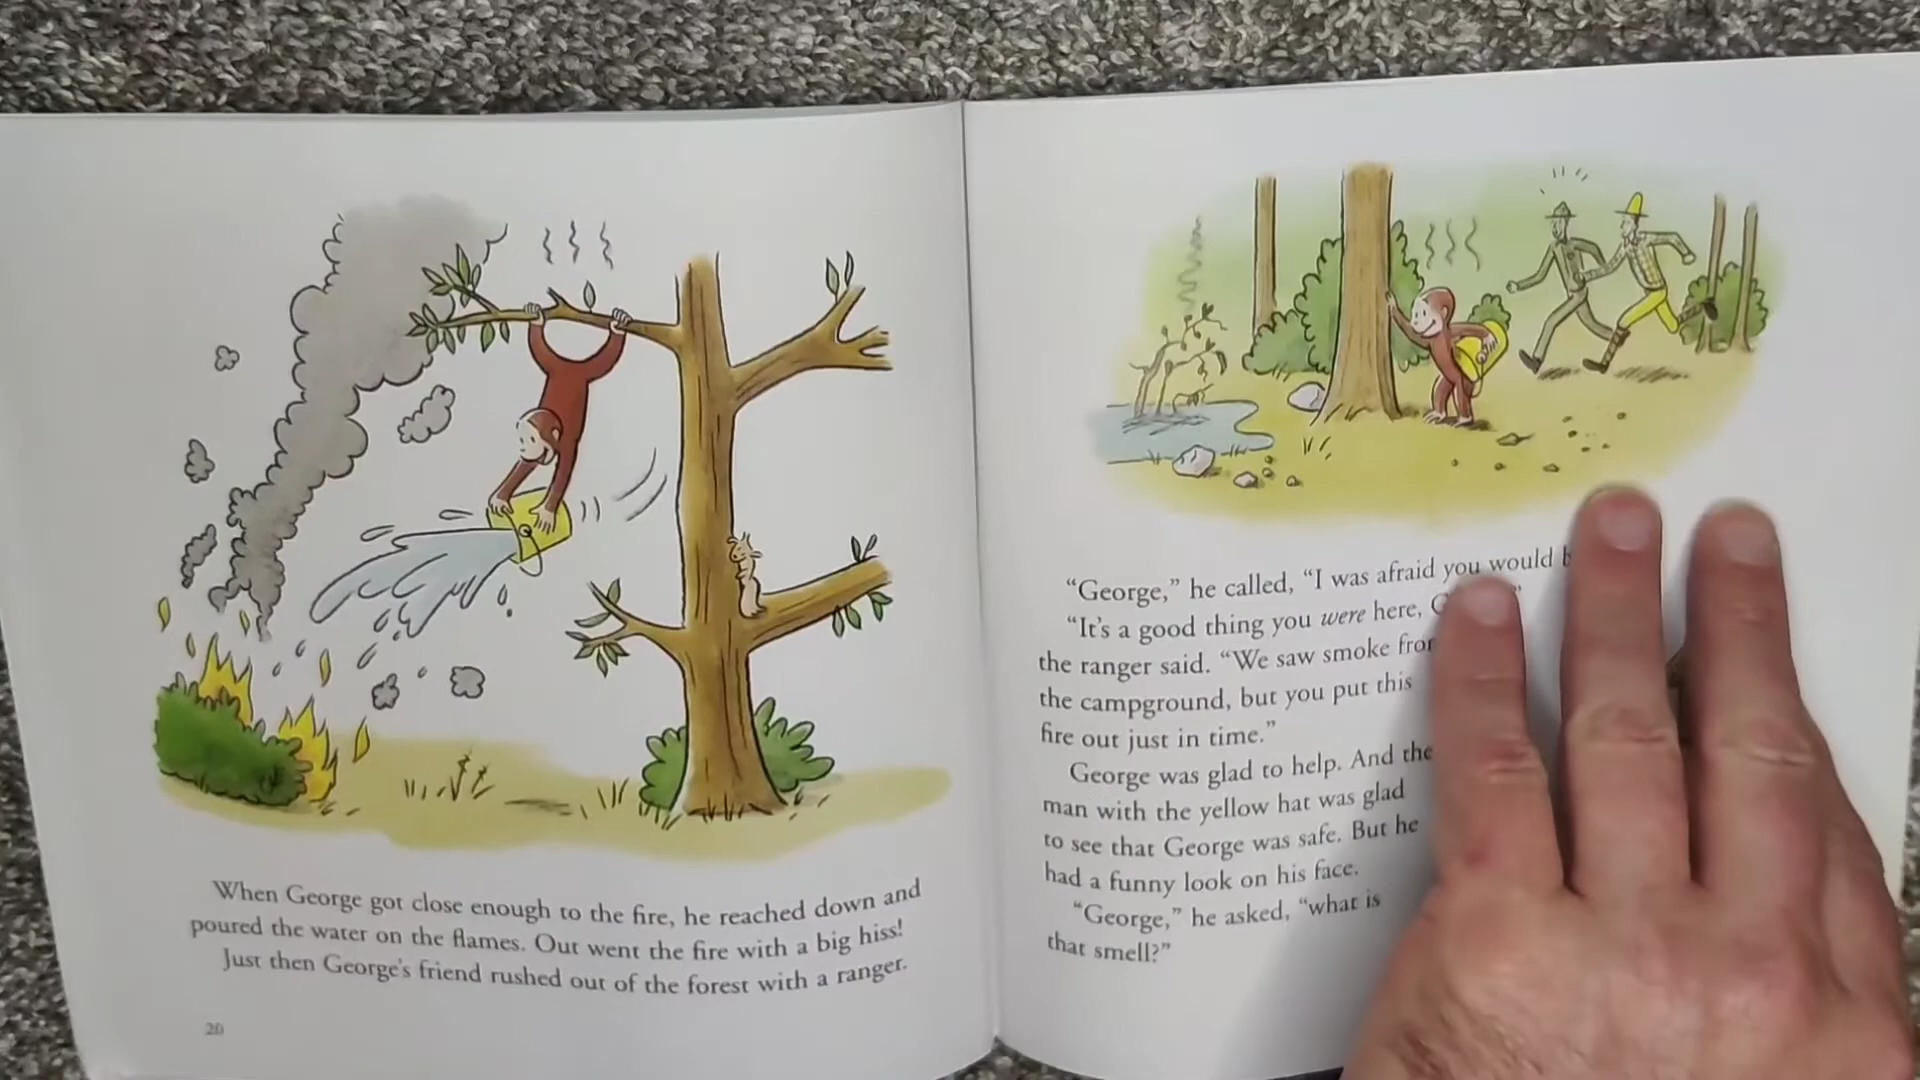 When George got close enough to the fire, he reached down and
poured the water on the flames. Out went the fire with a big hiss!
Just then George's friend rushed out of the forest with a ranger.
20
“George,” he called, “I was afraid you would
“It's a good thing you were here,
the ranger said. “We saw smoke
the campground, but you put this
fire out just in time.”
George was glad to help. And the
man with the yellow hat was glad
to see that George was safe. But he
had a funny look on his face.
“George,” he asked, “what is
that smell?”